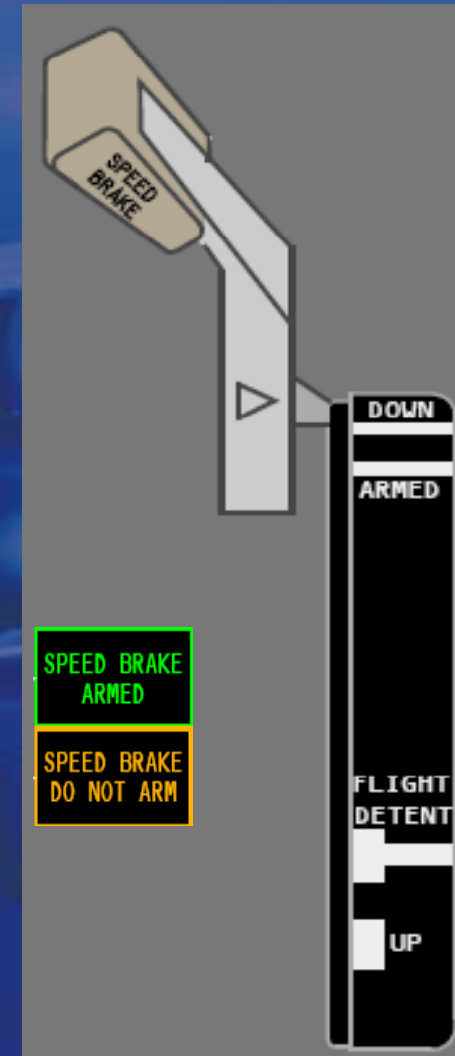 SPEED
BRAKE
DOWN
ARMED
SPEED BRAKE
ARMED
SPEED BRAKE
DO NOT ARM
FLIGHT
DETENT
UP